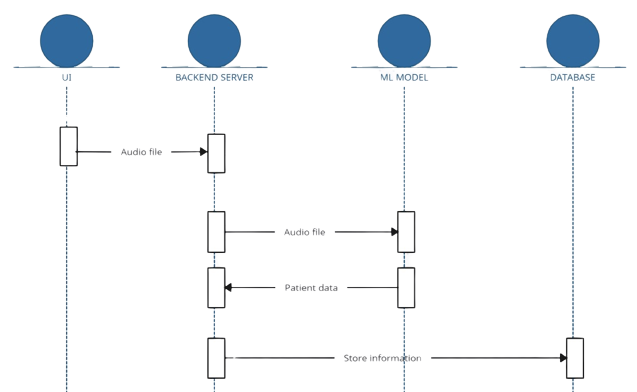 UI
BACKEND SERVER
ML MODEL
DATABASE
Audio file
Audio file
Patient data
Store information